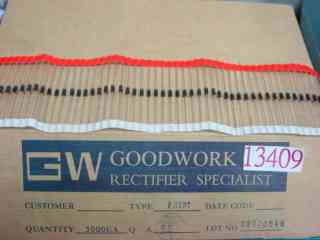 13409
GW GOODWORK
RECTIFIER SPECIALIST
CUSTOMER TYPE DATE CODE
QUANTITY 5000EA Q A LOT NO